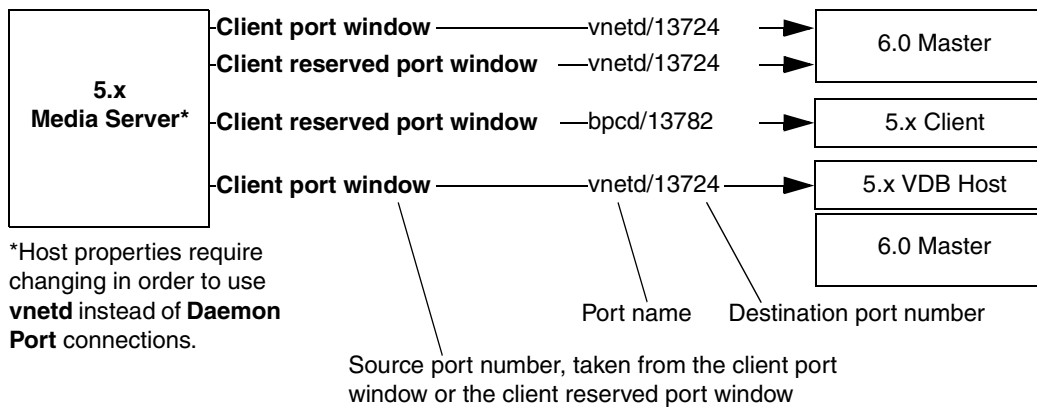 Client port window vnetd/13724
6.0 Master
Client reserved port window vnetd/13724
5.x
Media Server*
Client reserved port window bpcd/13782
5.x Client
Client port window vnetd/13724
5.x VDB Host
6.0 Master
*Host properties require
changing in order to use
vnetd instead of Daemon
Port connections.
Port name Destination port number
Source port number, taken from the client port
window or the client reserved port window